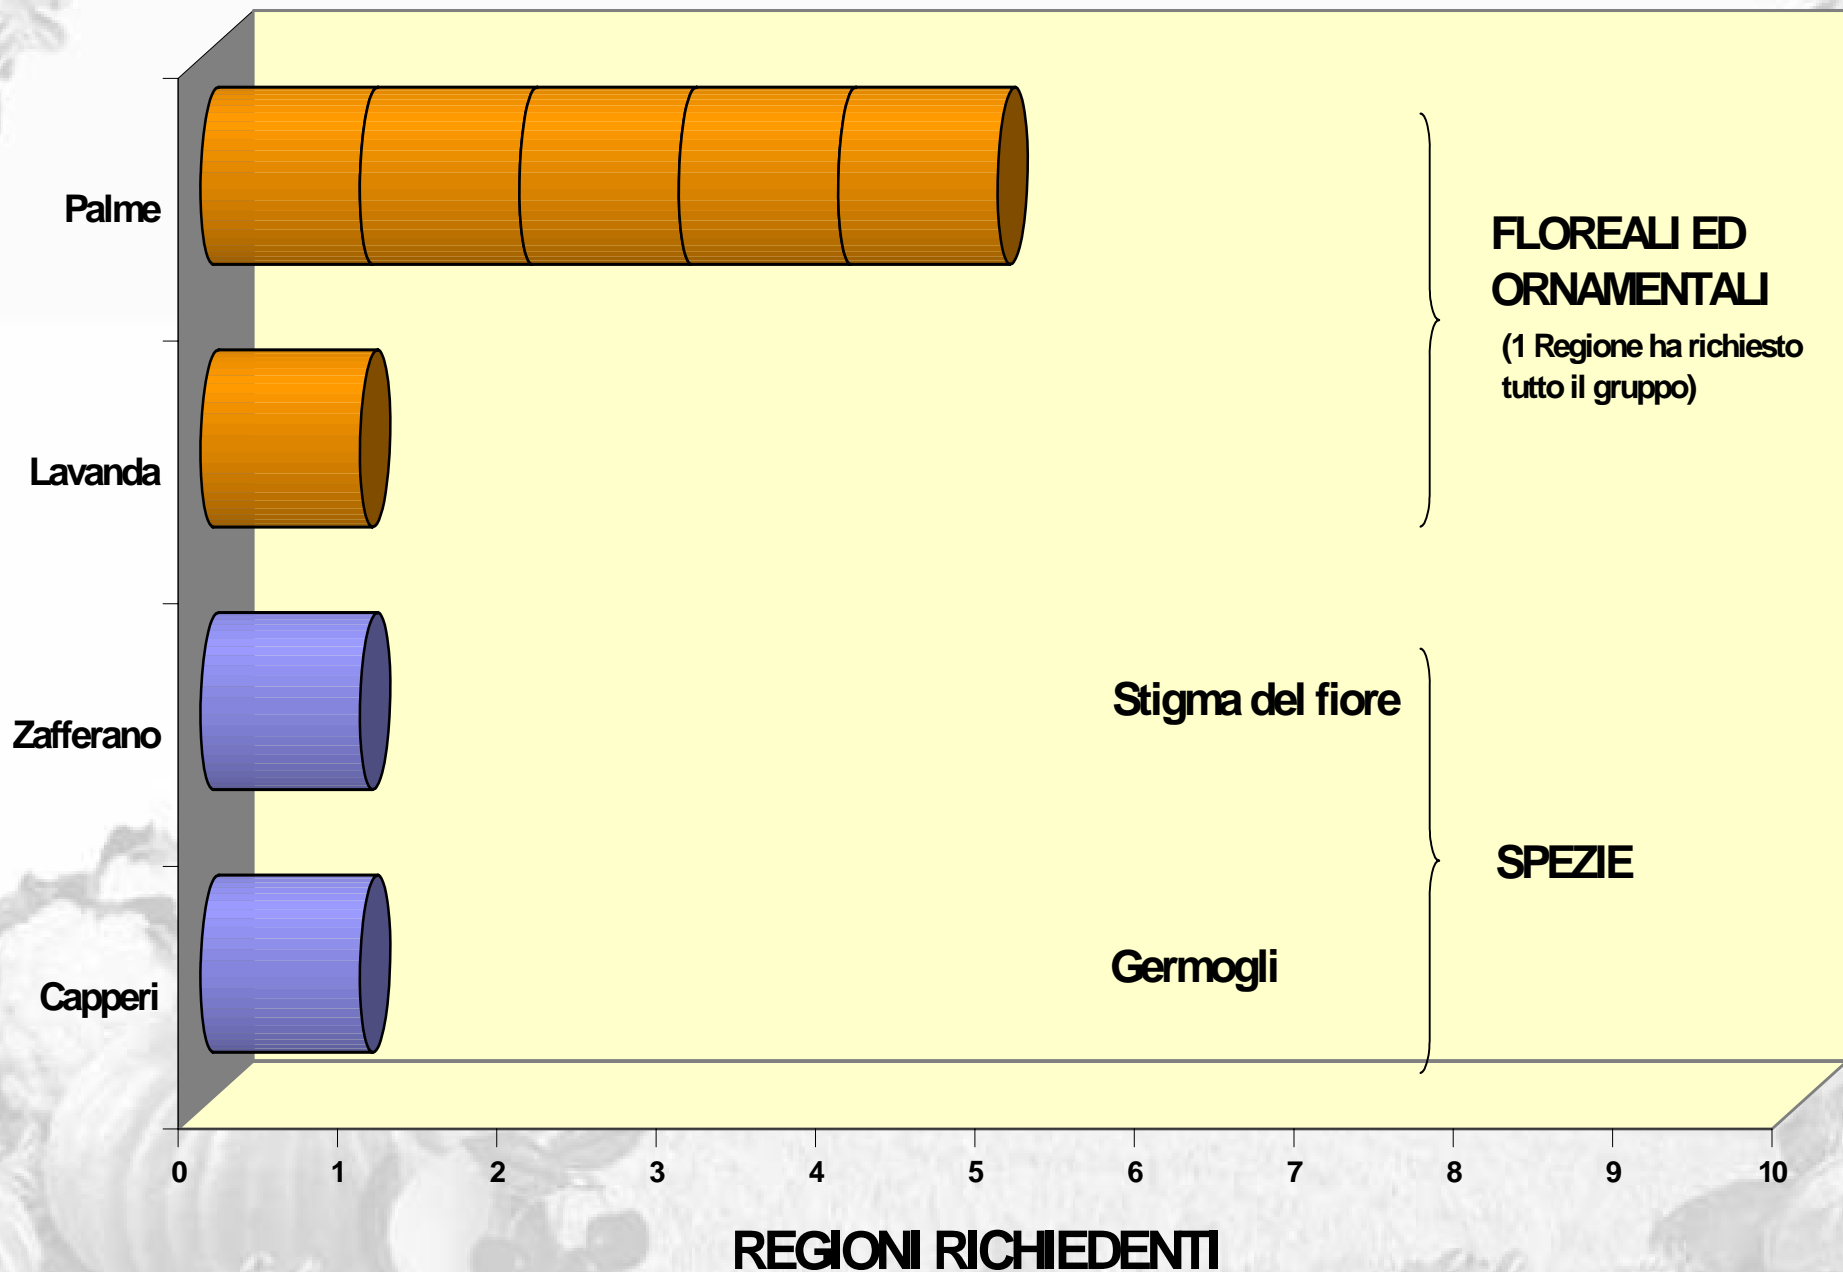 Palme
FLOREALI ED
ORNAMENTALI
(1 Regione ha richiesto
tutto il gruppo)
Lavanda
Zafferano
Stigma del fiore
SPEZIE
Capperi
Germogli
0 1 2 3 4 5 6 7 8 9 10
REGIONI RICHIEDENTI